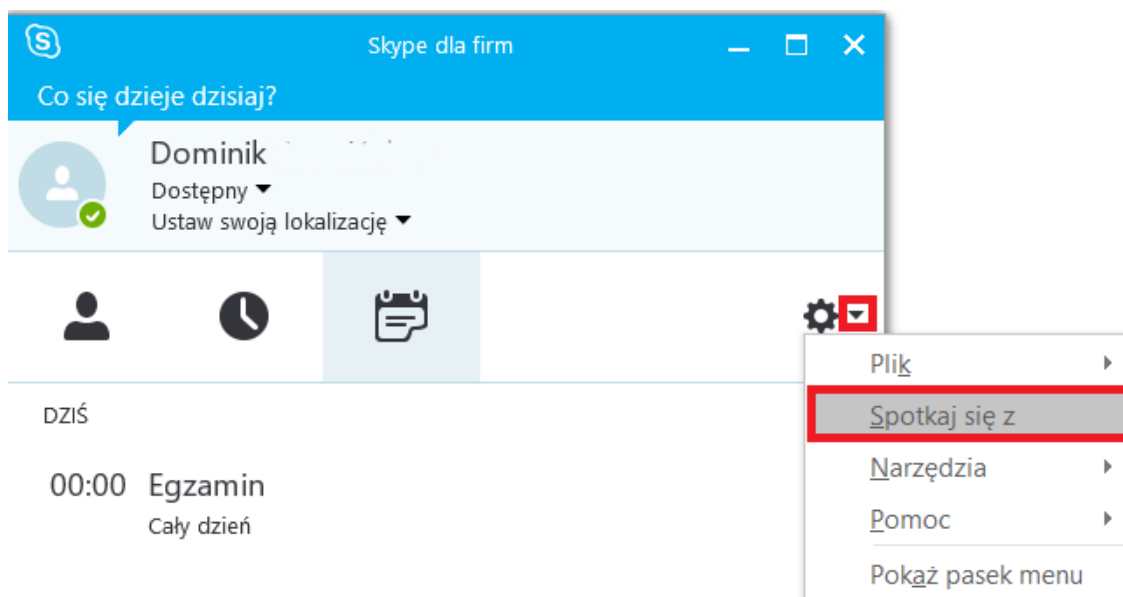 Skype dla firm
Co się dzieje dzisiaj?
Dominik
Dostępny
Ustaw swoją lokalizację
Plik
DZIŚ
Spotkaj się z
Narzędzia
00:00 Egzamin
Cały dzień
Pomoc
Pokaż pasek menu